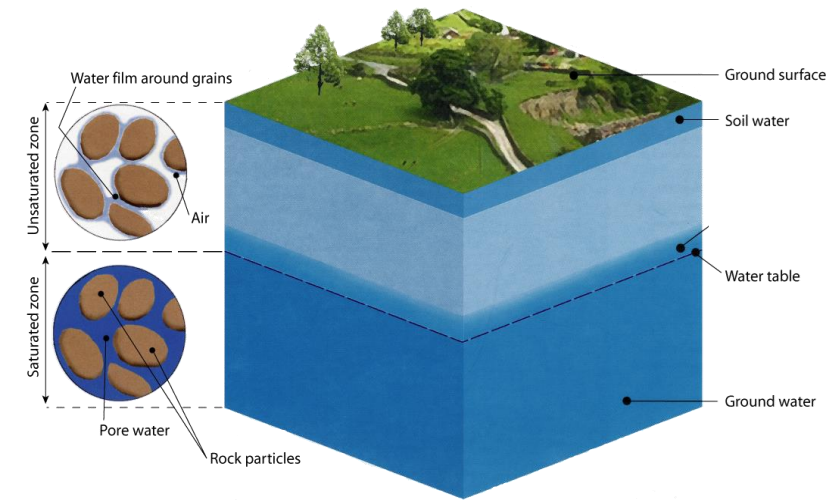 Water film around grains
Ground surface
Soil water
Unsaturated zone
Air
Water table
Saturated zone
Ground water
Pore water
Rock particles